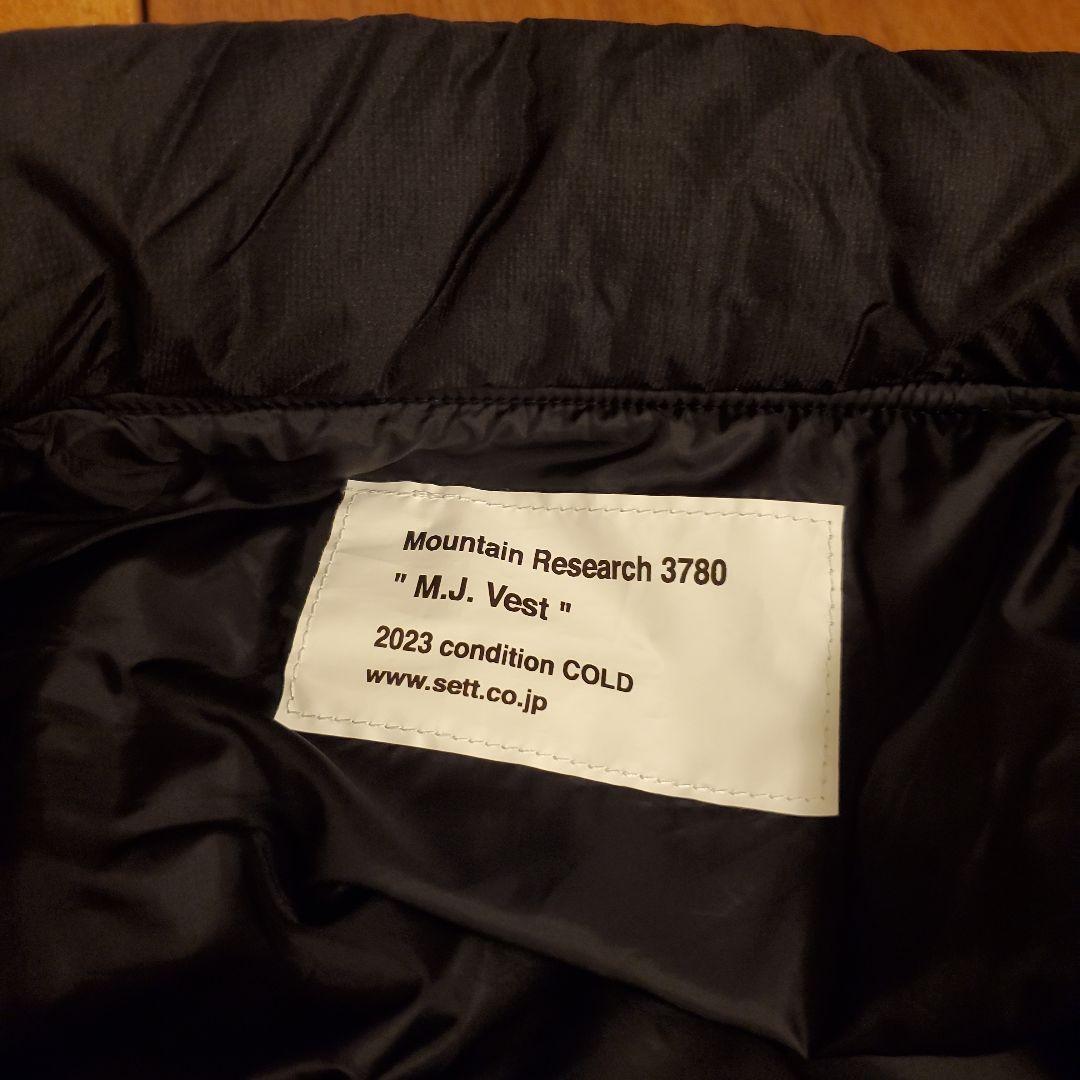 Mountain Research 3780
" M.J. Vest "
2023 condition COLD
www.sett.co.jp